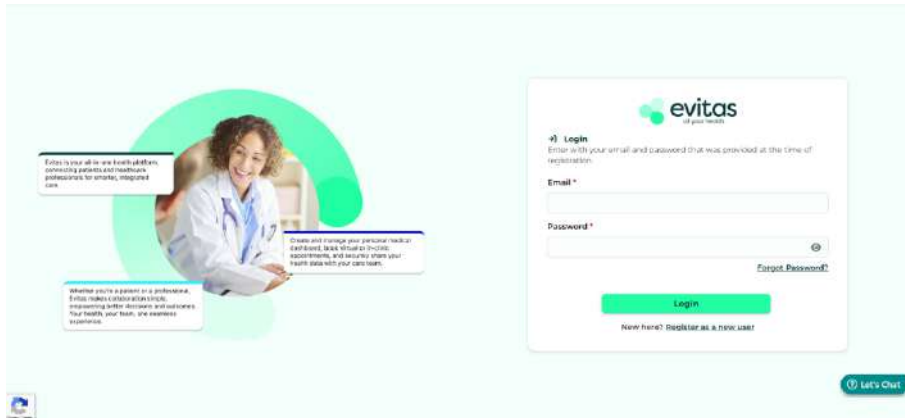 Evitas is your all-in-one health platform,
connecting patients and healthcare
professionals for smarter, integrated
care.
Create and manage your personal medical
dashboard, book virtual or in-clinic
appointments, and securely share your
health data with your care team.
Whether you're a patient or a professional,
Evitas makes collaboration simple,
empowering better decisions and outcomes.
Your health, your team, one seamless
experience.
evitas
of your health
Login
Enter with your email and password that was provided at the time of
registration.
Email *
Password *
Forgot Password?
Login
New here? Register as a new user
Let's Chat